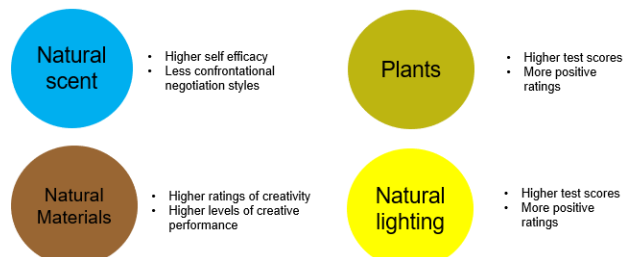 Natural
scent
• Higher self efficacy
• Less confrontational
negotiation styles
Plants
• Higher test scores
• More positive
ratings
Natural
Materials
• Higher ratings of creativity
• Higher levels of creative
performance
Natural
lighting
• Higher test scores
• More positive
ratings